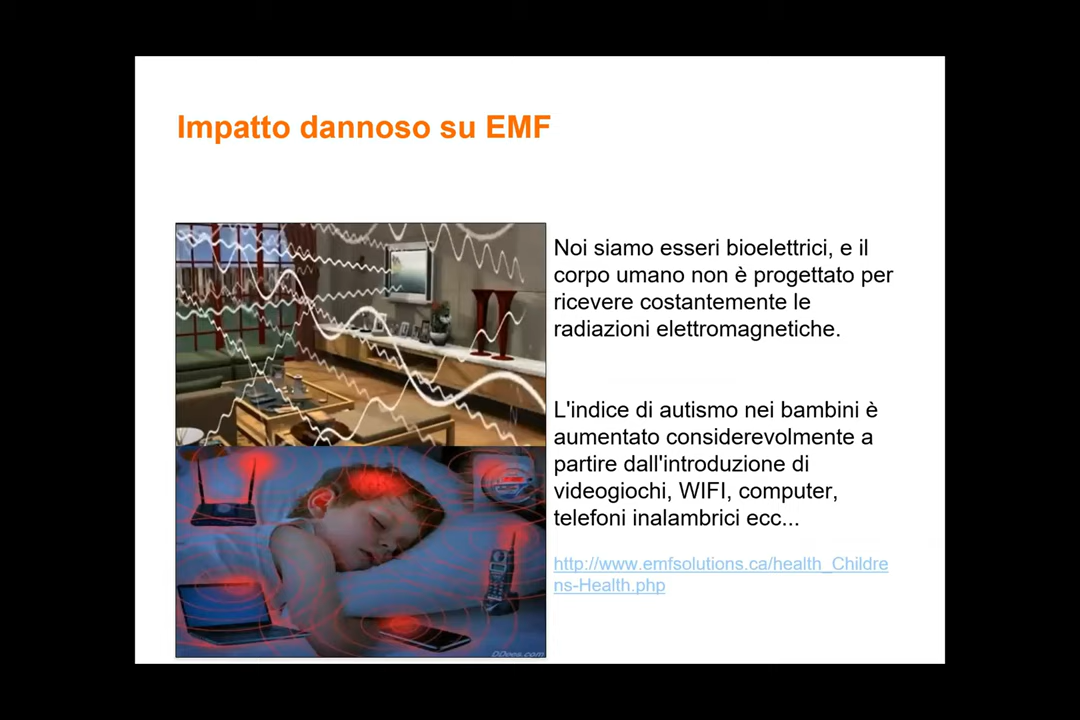 Impatto dannoso su EMF
Noi siamo esseri bioelettrici, e il
corpo umano non è progettato per
ricevere costantemente le
radiazioni elettromagnetiche.
L'indice di autismo nei bambini è
aumentato considerevolmente a
partire dall'introduzione di
videogiochi, WIFI, computer,
telefoni inalambrici ecc...
http://www.emfsolutions.ca/health_Childre
ns-Health.php
DDees.com